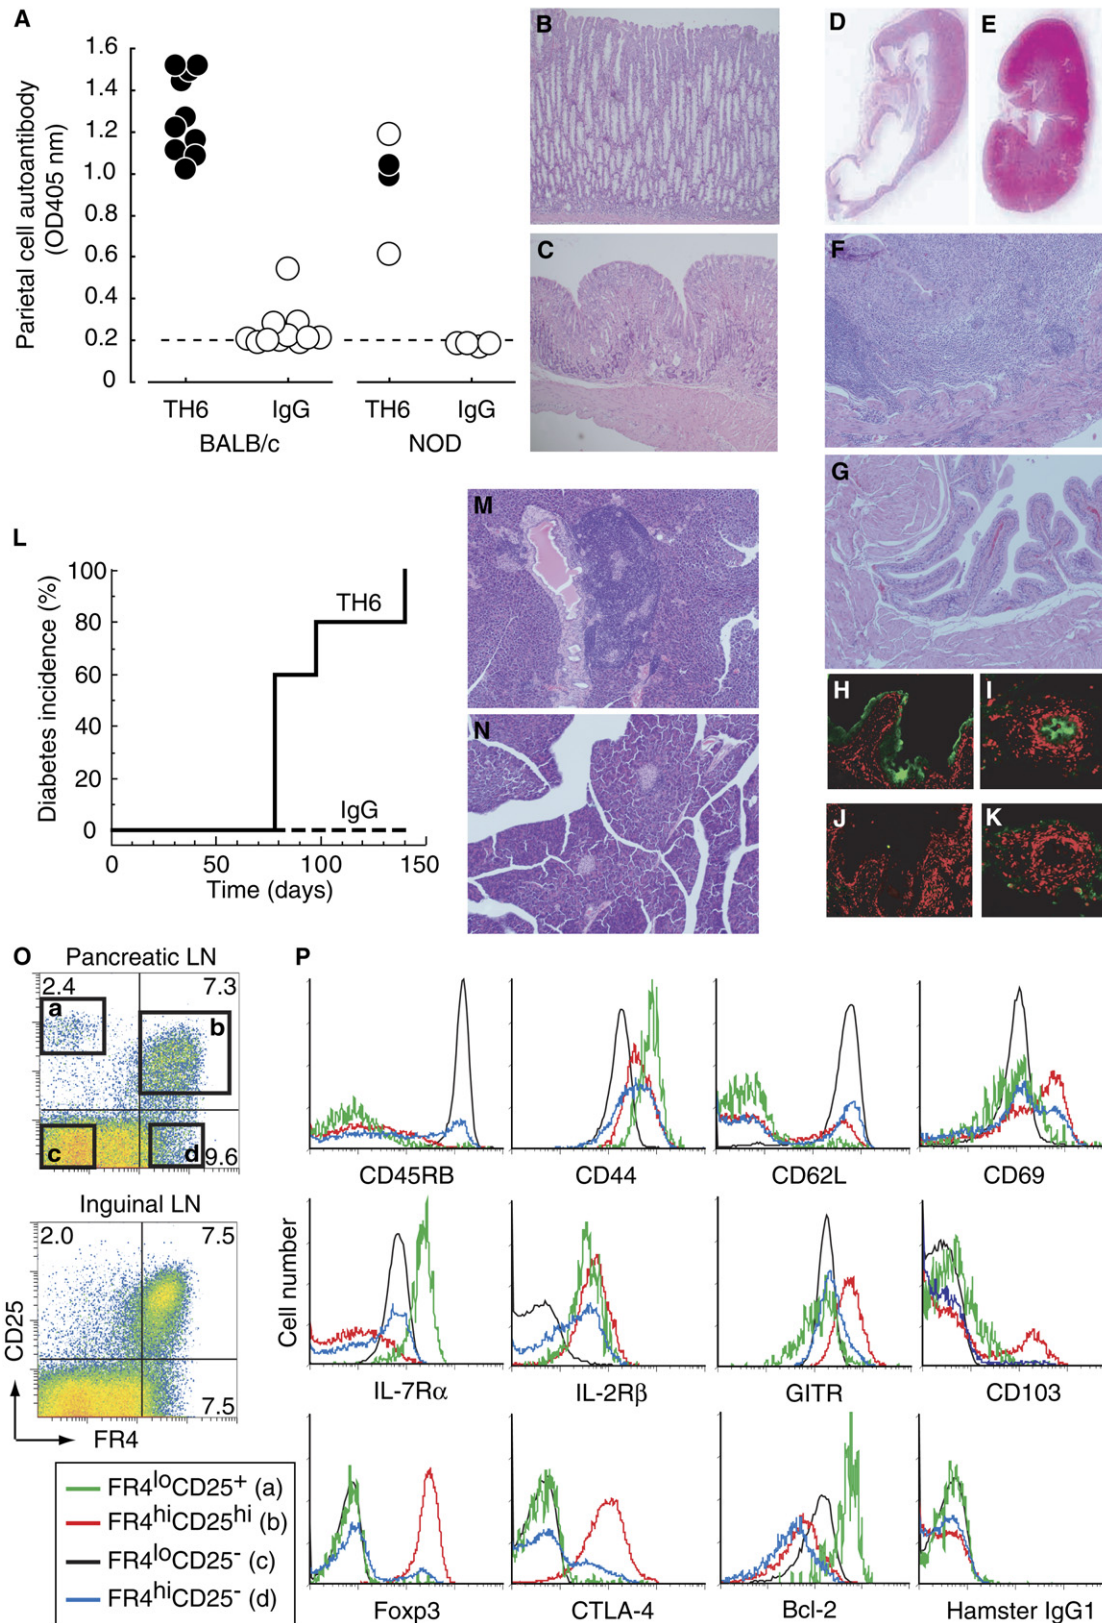 A
Parietal cell autoantibody
(OD405 nm)
1.6
1.4
1.2
1.0
0.8
0.6
0.4
0.2
0
TH6
IgG
TH6
IgG
BALB/c
NOD
B
C
D
E
F
G
H
I
J
K
L
Diabetes incidence (%)
100
80
60
40
20
0
TH6
IgG
0
50
100
150
Time (days)
M
N
O
Pancreatic LN
2.4
7.3
a
b
c
d
9.6
Inguinal LN
2.0
7.5
7.5
CD25
FR4
FR4loCD25+ (a)
FR4hiCD25hi (b)
FR4loCD25- (c)
FR4hiCD25- (d)
P
Cell number
CD45RB
CD44
CD62L
CD69
IL-7Rα
IL-2Rβ
GITR
CD103
Foxp3
CTLA-4
Bcl-2
Hamster IgG1